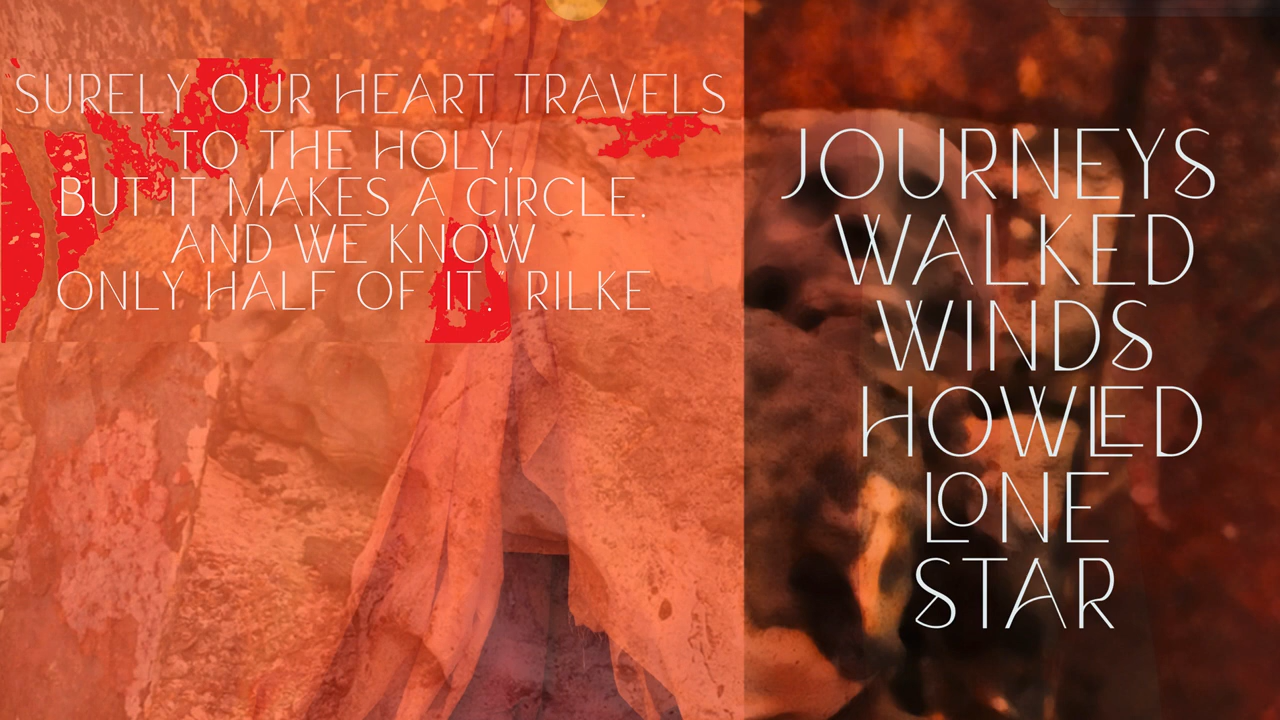 "SURELY OUR HEART TRAVELS
TO THE HOLY,
BUT IT MAKES A CIRCLE.
AND WE KNOW
ONLY HALF OF IT." RILKE
JOURNEYS
WALKED
WINDS
HOWLED
LONE
STAR